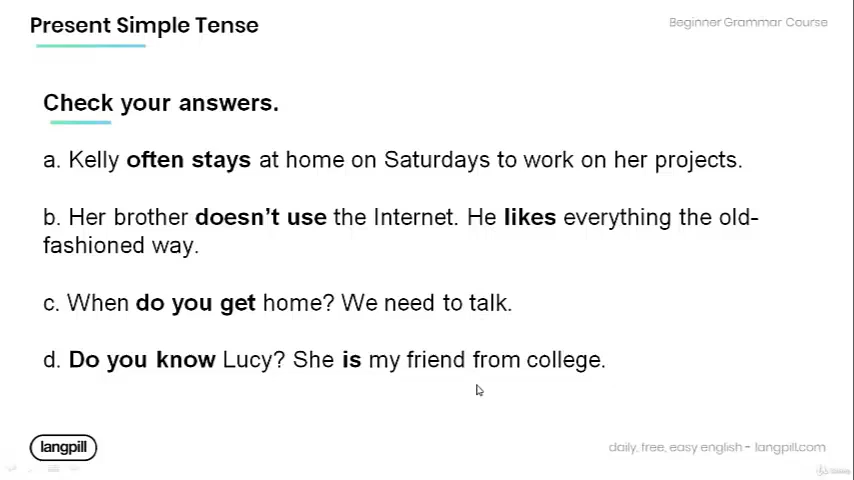 Present Simple Tense
Beginner Grammar Course
Check your answers.
a. Kelly often stays at home on Saturdays to work on her projects.
b. Her brother doesn’t use the Internet. He likes everything the old-
fashioned way.
c. When do you get home? We need to talk.
d. Do you know Lucy? She is my friend from college.
langpill
daily, free, easy english - langpill.com